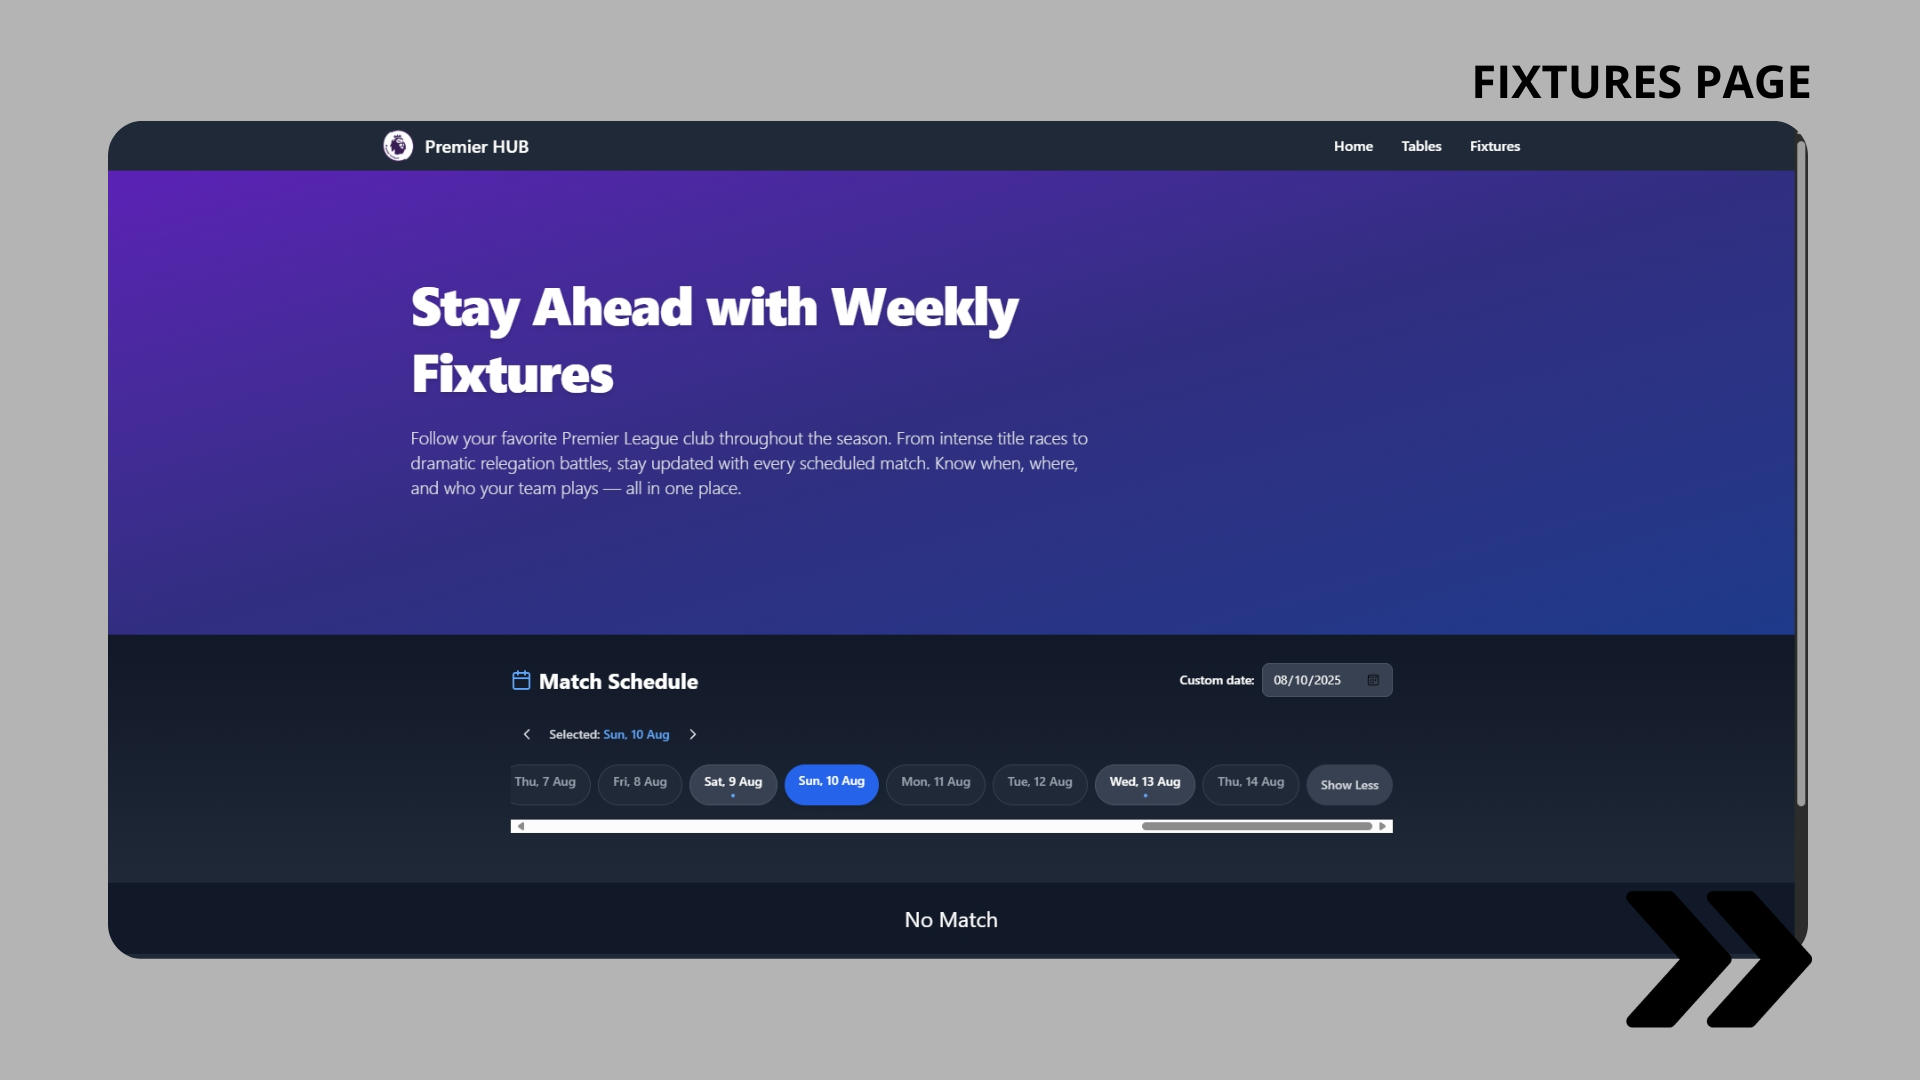 FIXTURES PAGE
Premier HUB
Home Tables Fixtures
Stay Ahead with Weekly
Fixtures
Follow your favorite Premier League club throughout the season. From intense title races to
dramatic relegation battles, stay updated with every scheduled match. Know when, where,
and who your team plays — all in one place.
Match Schedule
Custom date: 08/10/2025
Selected: Sun, 10 Aug
Thu, 7 Aug Fri, 8 Aug Sat, 9 Aug Sun, 10 Aug Mon, 11 Aug Tue, 12 Aug Wed, 13 Aug Thu, 14 Aug Show Less
No Match